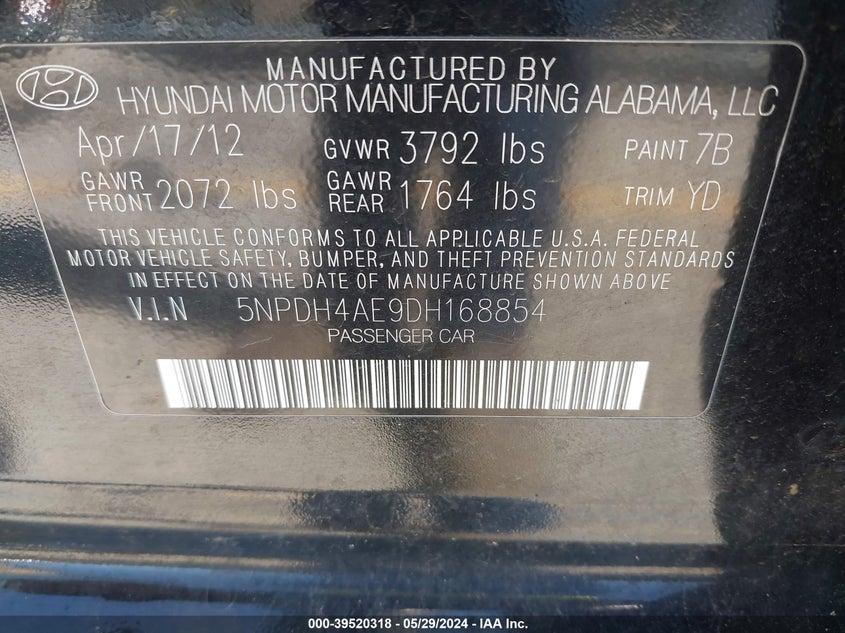 MANUFACTURED BY
HYUNDAI MOTOR MANUFACTURING ALABAMA, LLC
Apr/17/12 GVWR 3792 lbs PAINT 7B
GAWR FRONT 2072 lbs GAWR REAR 1764 lbs TRIM YD
THIS VEHICLE CONFORMS TO ALL APPLICABLE U.S.A. FEDERAL
MOTOR VEHICLE SAFETY, BUMPER, AND THEFT PREVENTION STANDARDS
IN EFFECT ON THE DATE OF MANUFACTURE SHOWN ABOVE
V.I.N 5NPDH4AE9DH168854
PASSENGER CAR
000-39520318 - 05/29/2024 - IAA Inc.